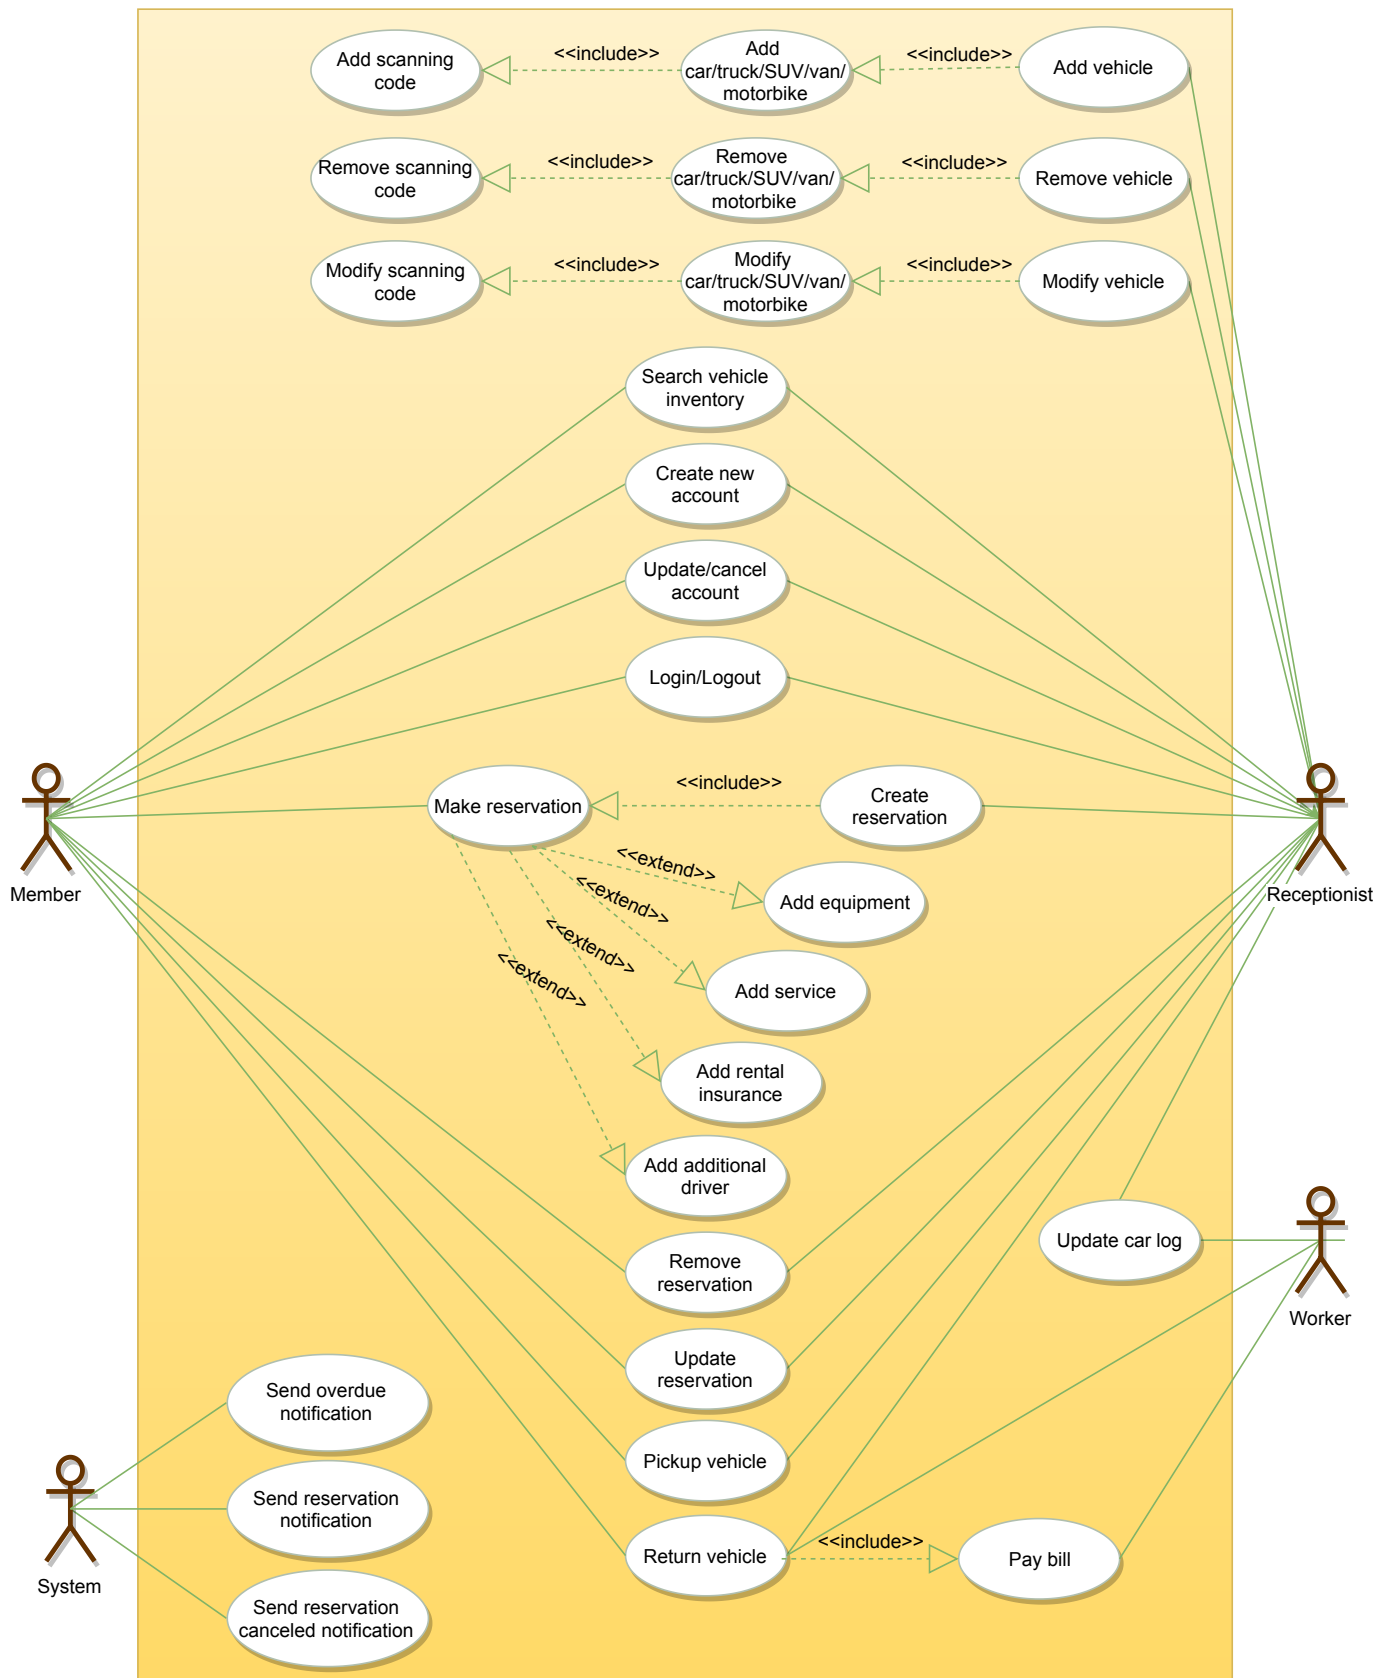 Add scanning
code
<<include>>
Add
car/truck/SUV/van/
motorbike
<<include>>
Add vehicle
Remove scanning
code
<<include>>
Remove
car/truck/SUV/van/
motorbike
<<include>>
Remove vehicle
Modify scanning
code
<<include>>
Modify
car/truck/SUV/van/
motorbike
<<include>>
Modify vehicle
Search vehicle
inventory
Create new
account
Update/cancel
account
Login/Logout
Member
Make reservation
<<include>>
Create
reservation
Receptionist
<<extend>>
Add equipment
<<extend>>
Add service
<<extend>>
Add rental
insurance
<<extend>>
Add additional
driver
Remove
reservation
Update car log
Worker
Update
reservation
Send overdue
notification
Pickup vehicle
Send reservation
notification
System
Return vehicle
<<include>>
Pay bill
Send reservation
canceled notification